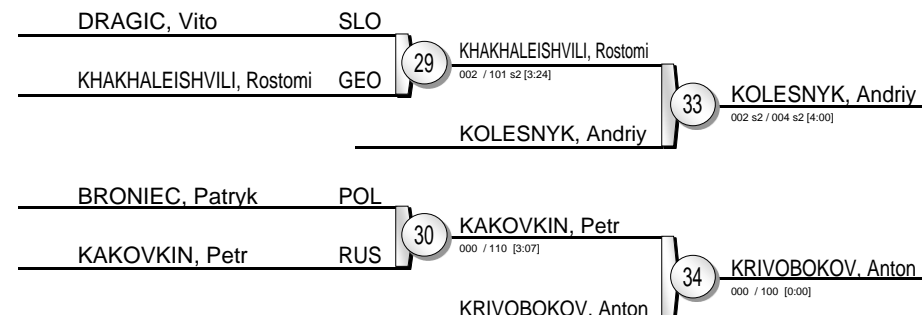 DRAGIC, Vito SLO
KHAKHALEISHVILI, Rostomi GEO
29
KHAKHALEISHVILI, Rostomi
002 / 101 s2 [3:24]
KOLESNYK, Andriy
33
KOLESNYK, Andriy
002 s2 / 004 s2 [4:00]
BRONIEC, Patryk POL
KAKOVKIN, Petr RUS
30
KAKOVKIN, Petr
000 / 110 [3:07]
KRIVOBOKOV, Anton
34
KRIVOBOKOV, Anton
000 / 100 [0:00]